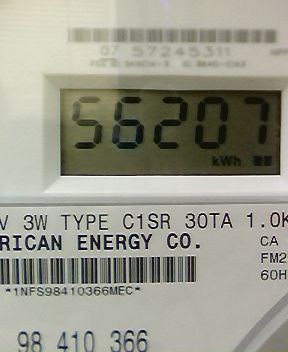 07 57245311
56207
kWh
V 3W TYPE C1SR 30TA 1.0K
RICAN ENERGY CO.
CA
FM2
60H
*1NFS98410366MEC*
98 410 366